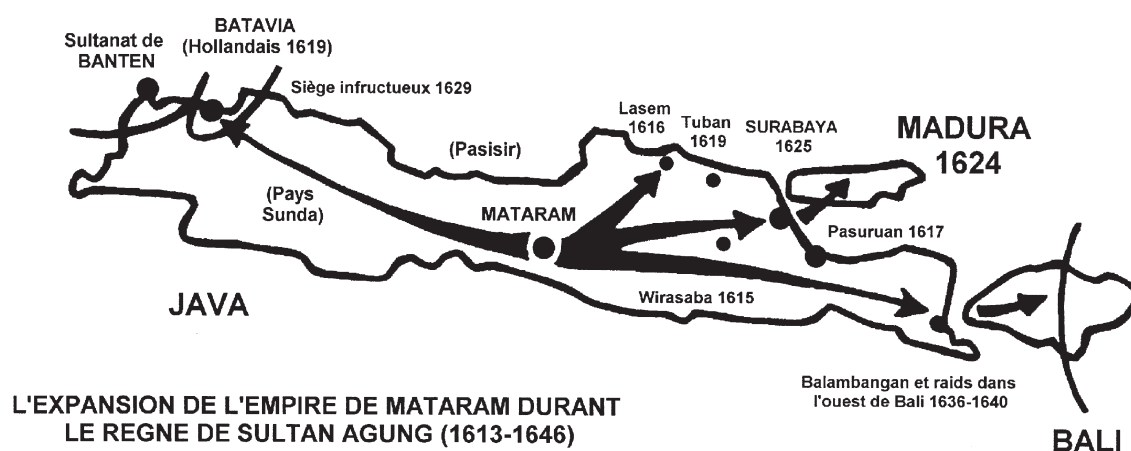 BATAVIA
(Hollandais 1619)
Sultanat de
BANTEN
Siège infructueux 1629
Lasem
1616
Tuban
1619
SURABAYA
1625
MADURA
1624
(Pasisir)
(Pays
Sunda)
MATARAM
Pasuruan 1617
Wirasaba 1615
JAVA
Balambangan et raids dans
l'ouest de Bali 1636-1640
BALI
L'EXPANSION DE L'EMPIRE DE MATARAM DURANT
LE REGNE DE SULTAN AGUNG (1613-1646)